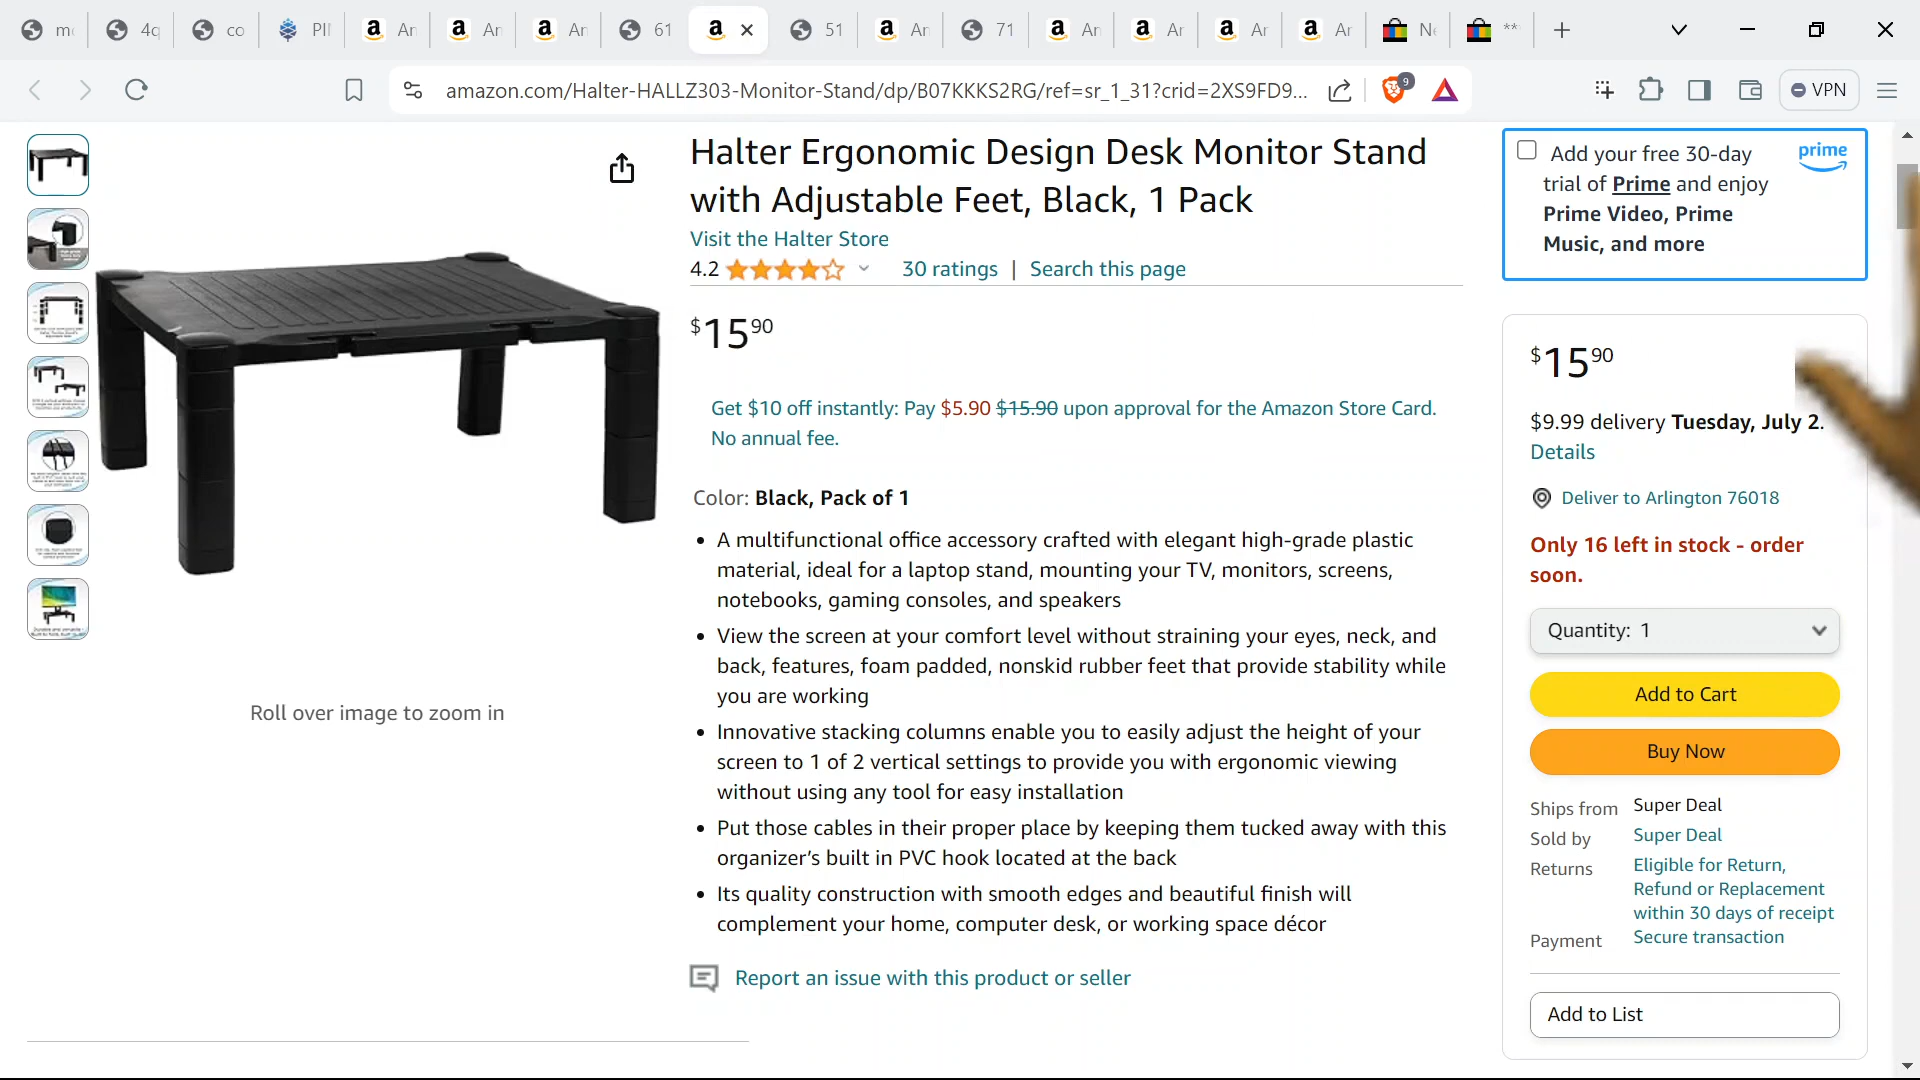 61
51
71
**
amazon.com/Halter-HALLZ303-Monitor-Stand/dp/B07KKKS2RG/ref=sr_1_31?crid=2XS9FD9...
9
VPN
Halter Ergonomic Design Desk Monitor Stand
with Adjustable Feet, Black, 1 Pack
Visit the Halter Store
4.2
30 ratings | Search this page
$15 90
Get $10 off instantly: Pay $5.90 $15.90 upon approval for the Amazon Store Card.
No annual fee.
Color: Black, Pack of 1
• A multifunctional office accessory crafted with elegant high-grade plastic
material, ideal for a laptop stand, mounting your TV, monitors, screens,
notebooks, gaming consoles, and speakers
• View the screen at your comfort level without straining your eyes, neck, and
back, features, foam padded, nonskid rubber feet that provide stability while
you are working
• Innovative stacking columns enable you to easily adjust the height of your
screen to 1 of 2 vertical settings to provide you with ergonomic viewing
without using any tool for easy installation
• Put those cables in their proper place by keeping them tucked away with this
organizer’s built in PVC hook located at the back
• Its quality construction with smooth edges and beautiful finish will
complement your home, computer desk, or working space décor
Report an issue with this product or seller
Roll over image to zoom in
Add your free 30-day
trial of Prime and enjoy
Prime Video, Prime
Music, and more
prime
$15 90
$9.99 delivery Tuesday, July 2.
Details
Deliver to Arlington 76018
Only 16 left in stock - order
soon.
Quantity: 1
Add to Cart
Buy Now
Ships from Super Deal
Sold by Super Deal
Returns Eligible for Return,
Refund or Replacement
within 30 days of receipt
Payment Secure transaction
Add to List